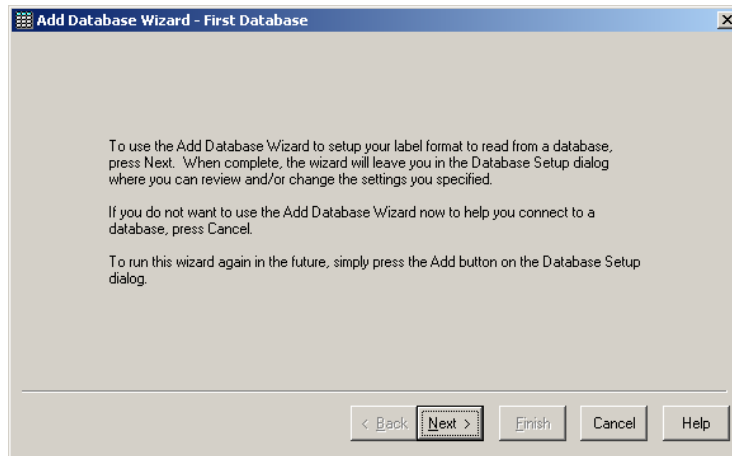 Add Database Wizard - First Database
To use the Add Database Wizard to setup your label format to read from a database,
press Next. When complete, the wizard will leave you in the Database Setup dialog
where you can review and/or change the settings you specified.
If you do not want to use the Add Database Wizard now to help you connect to a
database, press Cancel.
To run this wizard again in the future, simply press the Add button on the Database Setup
dialog.
< Back Next > Finish Cancel Help